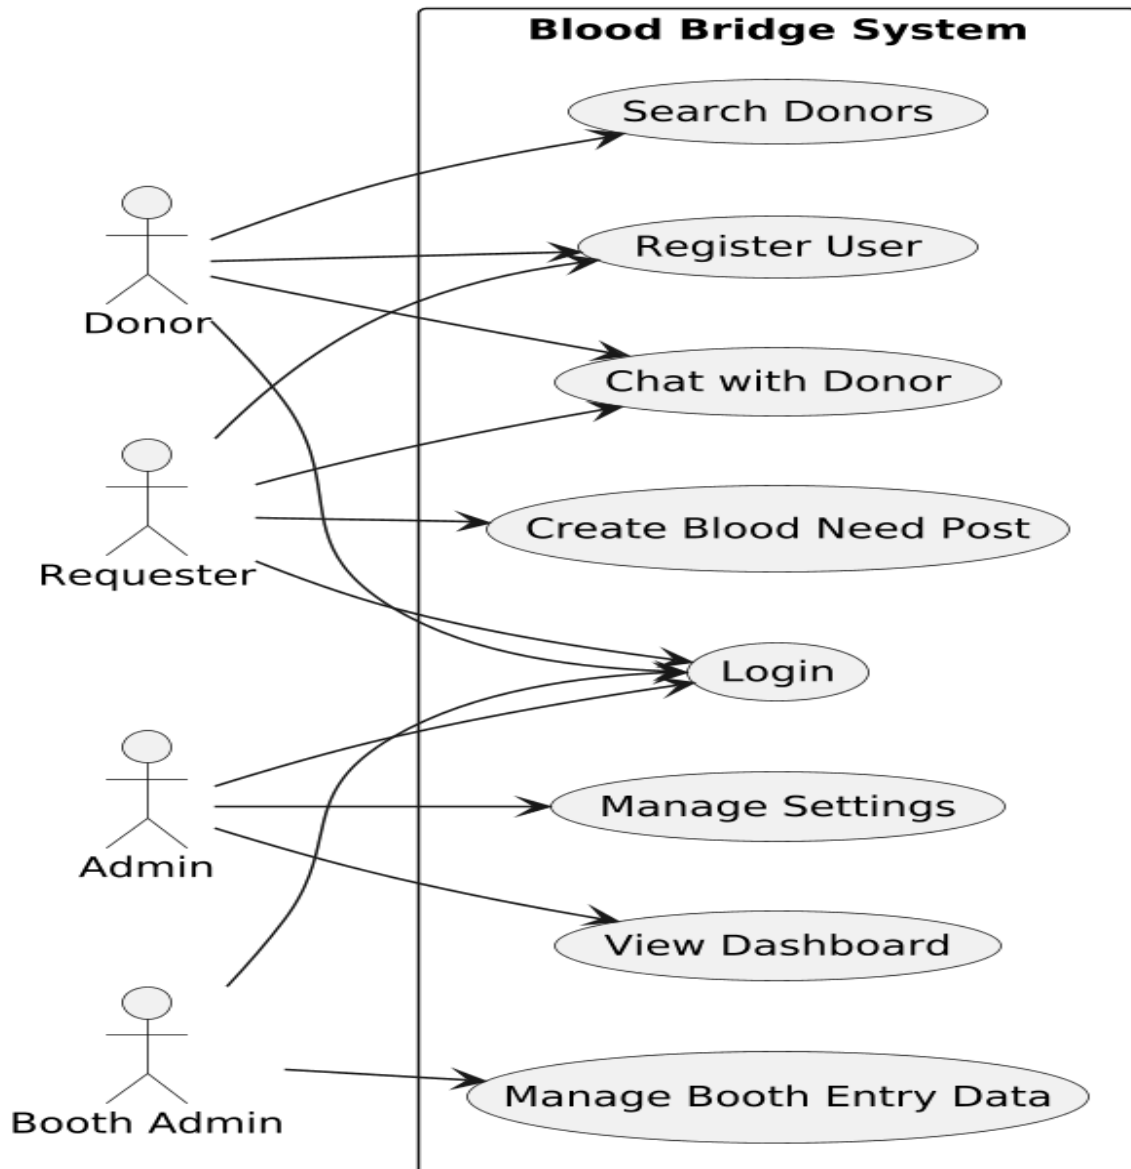 Blood Bridge System
Search Donors
Register User
Donor
Chat with Donor
Create Blood Need Post
Requester
Login
Manage Settings
Admin
View Dashboard
Manage Booth Entry Data
Booth Admin